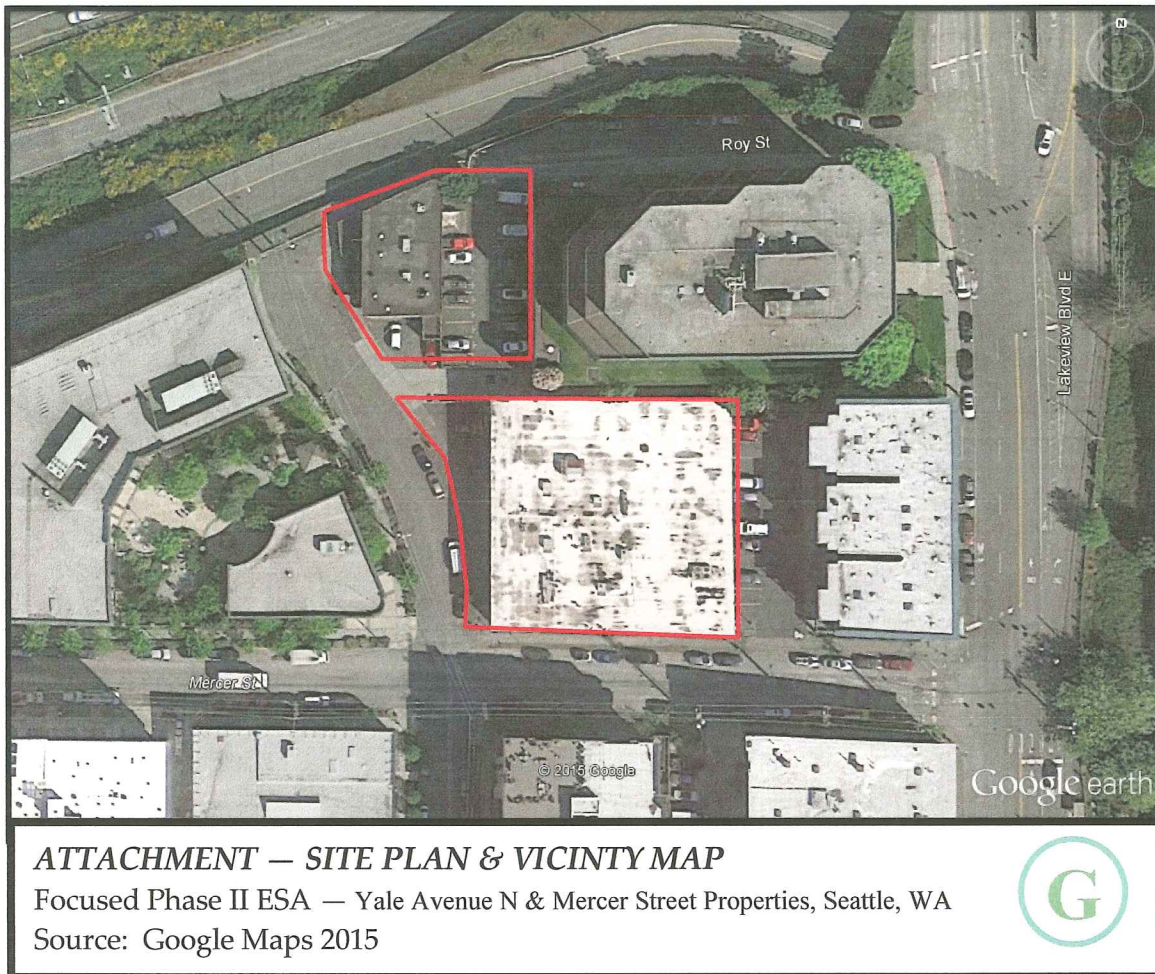 N
Roy St
Lakeview Blvd E
Mercer St
© 2015 Google
Google earth
ATTACHMENT — SITE PLAN & VICINTY MAP
Focused Phase II ESA — Yale Avenue N & Mercer Street Properties, Seattle, WA
Source: Google Maps 2015
G